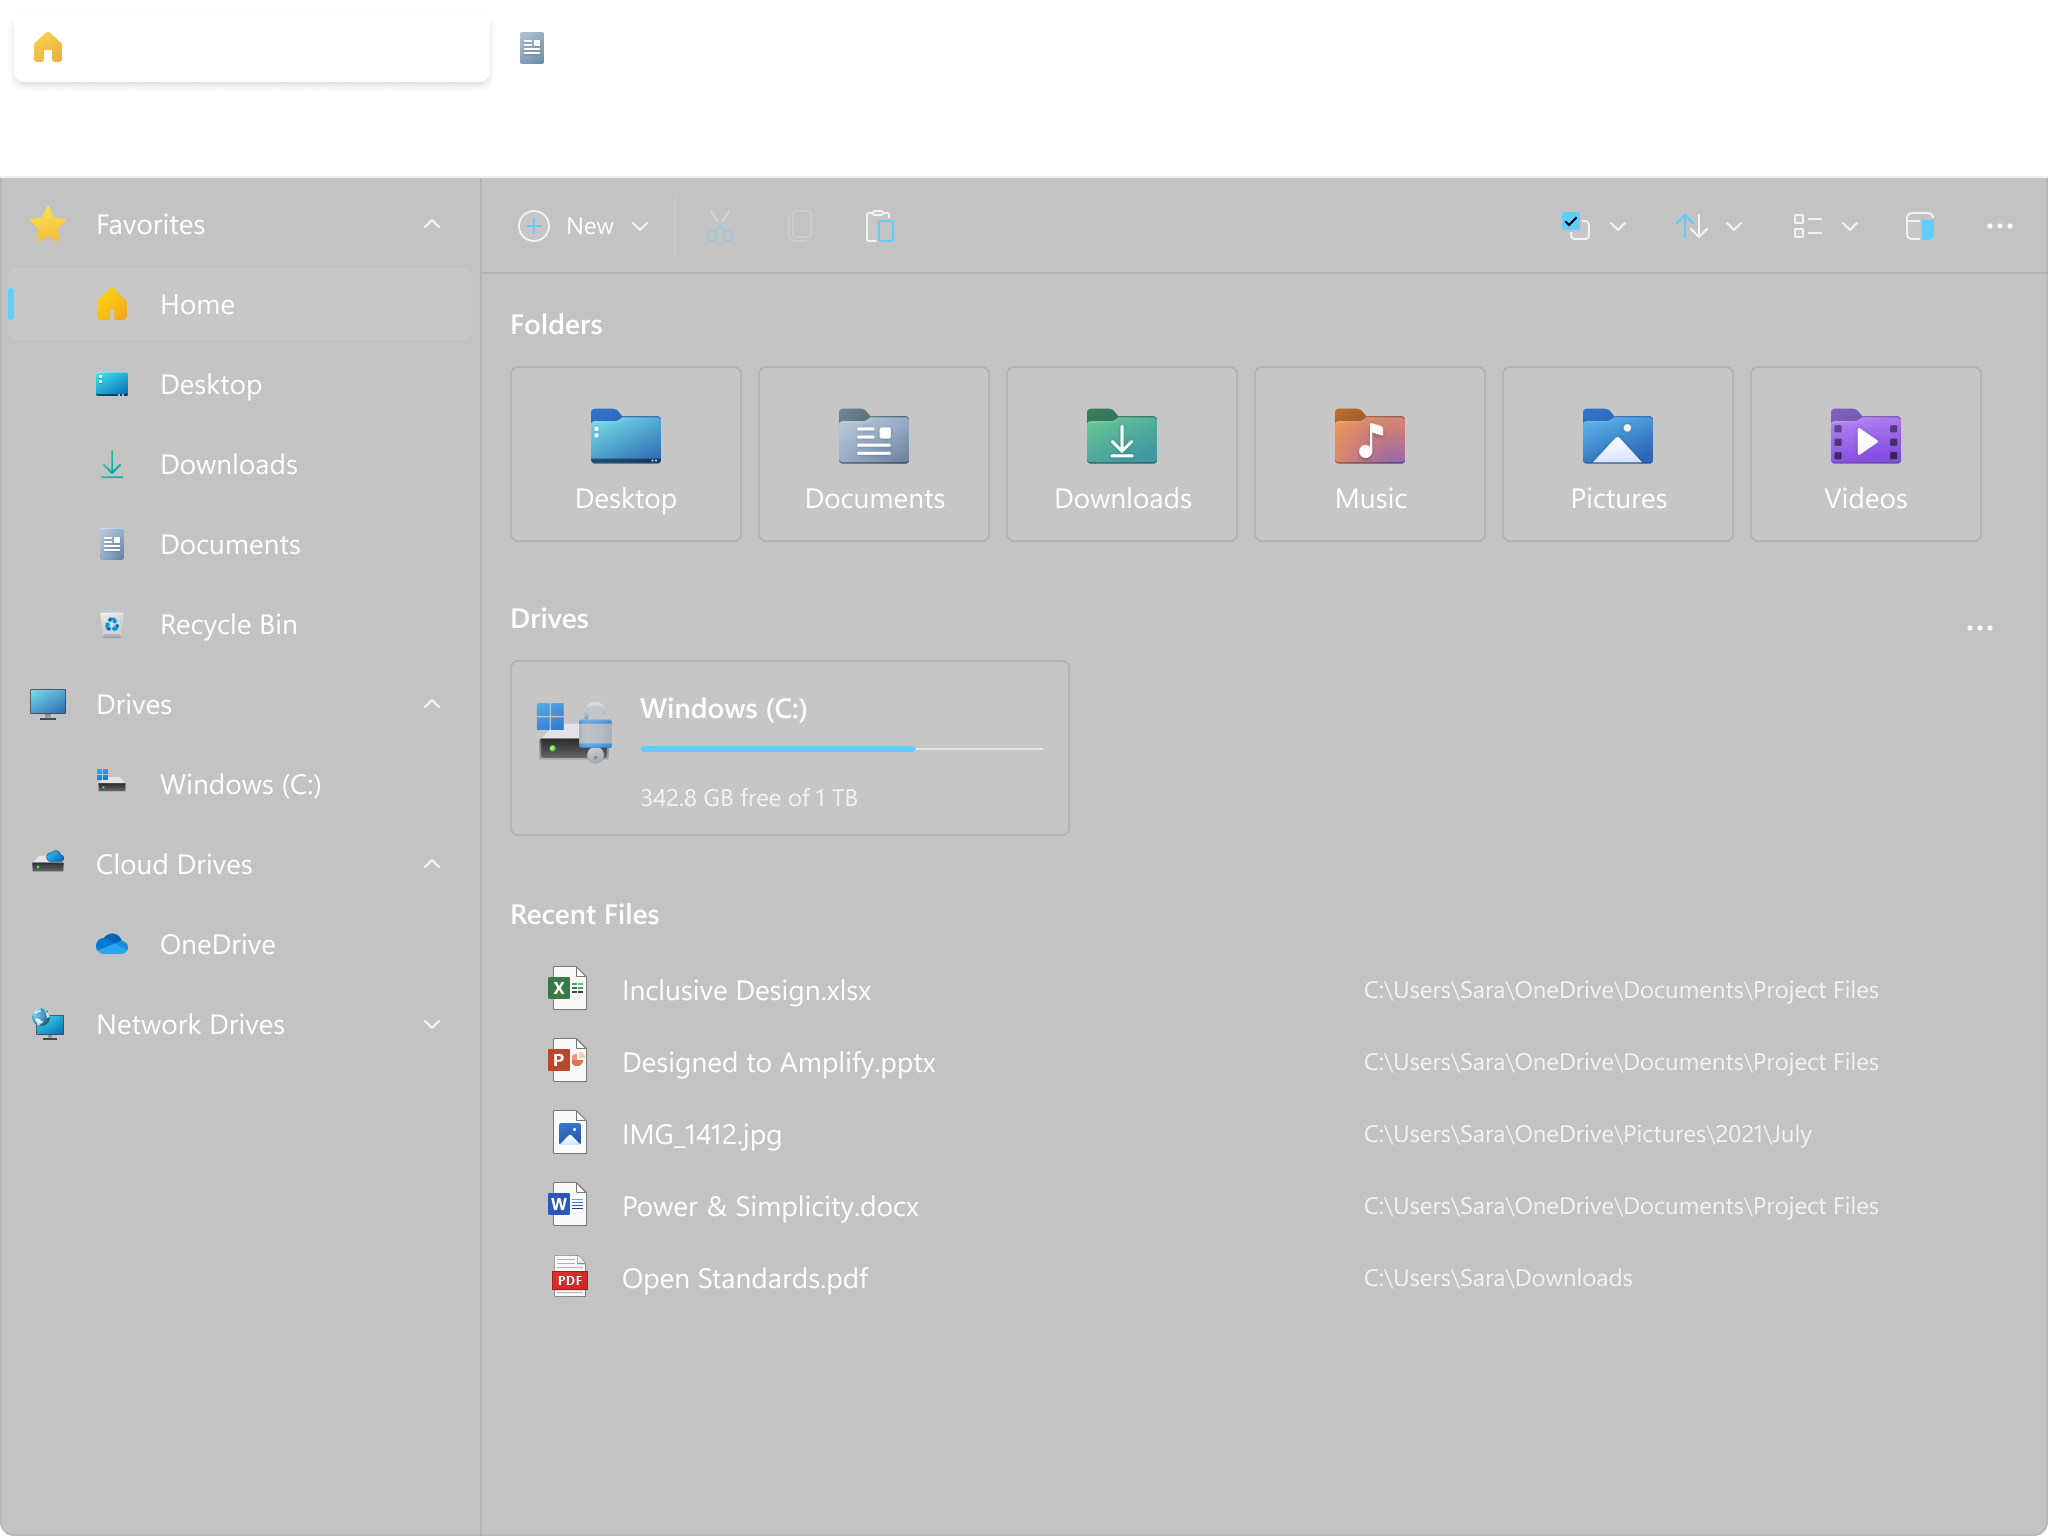 Favorites
Home
Desktop
Downloads
Documents
Recycle Bin
Drives
Windows (C:)
Cloud Drives
OneDrive
Network Drives
New
Folders
Desktop
Documents
Downloads
Music
Pictures
Videos
Drives
Windows (C:)
342.8 GB free of 1 TB
Recent Files
X
Inclusive Design.xlsx
C:\Users\Sara\OneDrive\Documents\Project Files
P
Designed to Amplify.pptx
C:\Users\Sara\OneDrive\Documents\Project Files
IMG_1412.jpg
C:\Users\Sara\OneDrive\Pictures\2021\July
W
Power & Simplicity.docx
C:\Users\Sara\OneDrive\Documents\Project Files
PDF
Open Standards.pdf
C:\Users\Sara\Downloads